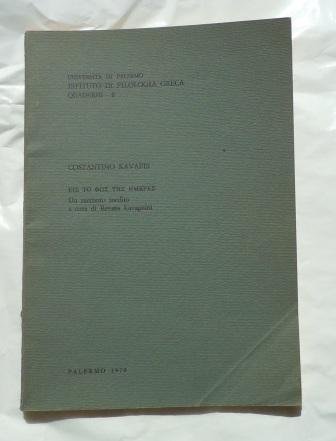 UNIVERSITÀ DI PALERMO
ISTITUTO DI FILOLOGIA GRECA
QUADERNI - 8
COSTANTINO KAVAFIS
ΕΙΣ ΤΟ ΦΩΣ ΤΗΣ ΗΜΕΡΑΣ
Un racconto inedito
a cura di Renata Lavagnini
PALERMO 1979